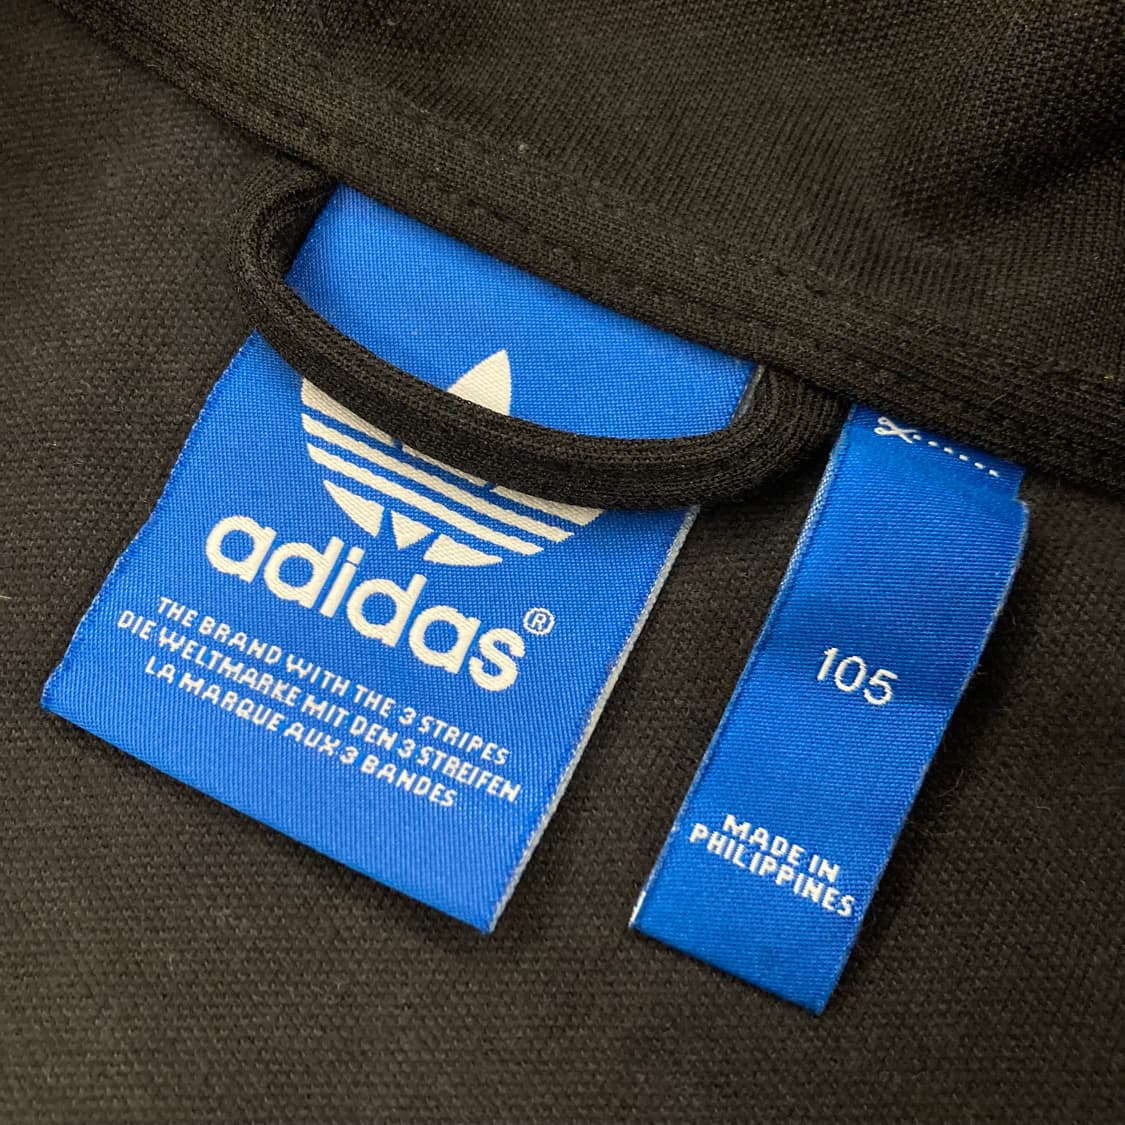 adidas®
THE BRAND WITH THE 3 STRIPES
DIE WELTMARKE MIT DEN 3 STREIFEN
LA MARQUE AUX 3 BANDES
105
MADE IN
PHILIPPINES